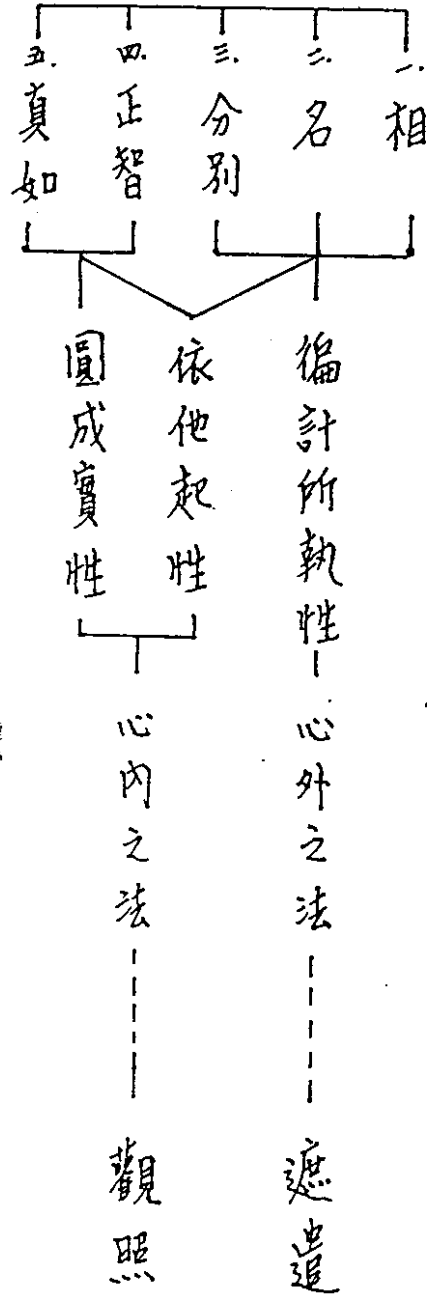 一.相
二.名
三.分別
四.正智
五.真如
徧計所執性
依他起性
圓成實性
心外之法
心內之法
遮遣
觀照